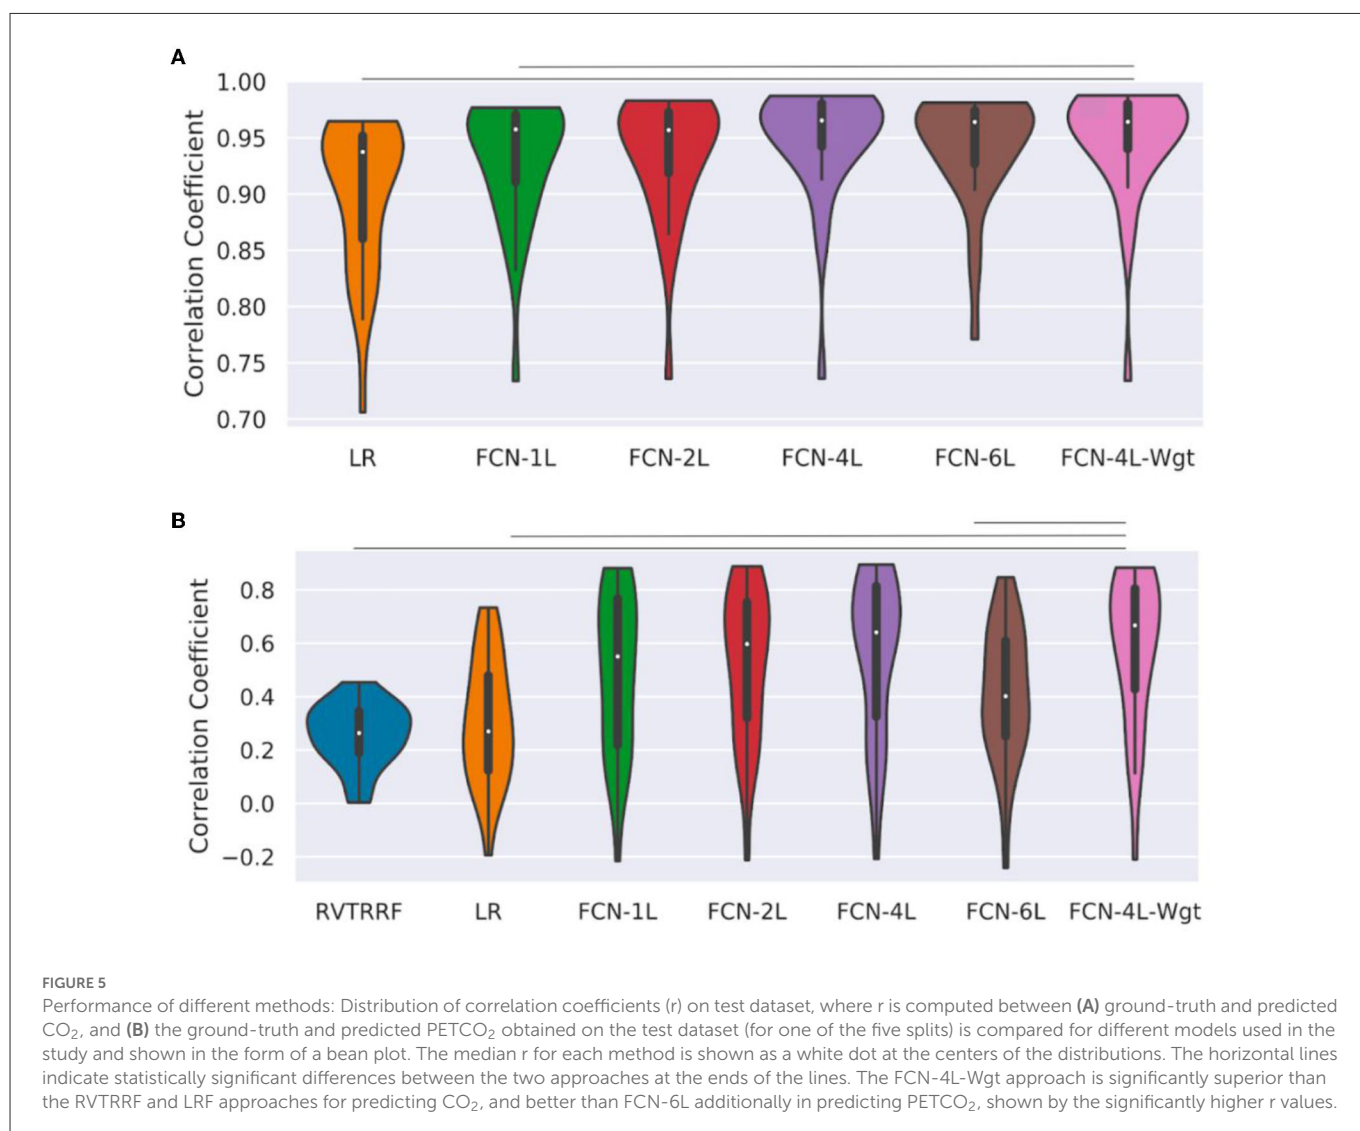 A
Correlation Coefficient
1.00
0.95
0.90
0.85
0.80
0.75
0.70
LR FCN-1L FCN-2L FCN-4L FCN-6L FCN-4L-Wgt
B
Correlation Coefficient
0.8
0.6
0.4
0.2
0.0
−0.2
RVTRRF LR FCN-1L FCN-2L FCN-4L FCN-6L FCN-4L-Wgt
FIGURE 5
Performance of different methods: Distribution of correlation coefficients (r) on test dataset, where r is computed between (A) ground-truth and predicted
CO₂, and (B) the ground-truth and predicted PETCO₂ obtained on the test dataset (for one of the five splits) is compared for different models used in the
study and shown in the form of a bean plot. The median r for each method is shown as a white dot at the centers of the distributions. The horizontal lines
indicate statistically significant differences between the two approaches at the ends of the lines. The FCN-4L-Wgt approach is significantly superior than
the RVTRRF and LRF approaches for predicting CO₂, and better than FCN-6L additionally in predicting PETCO₂, shown by the significantly higher r values.